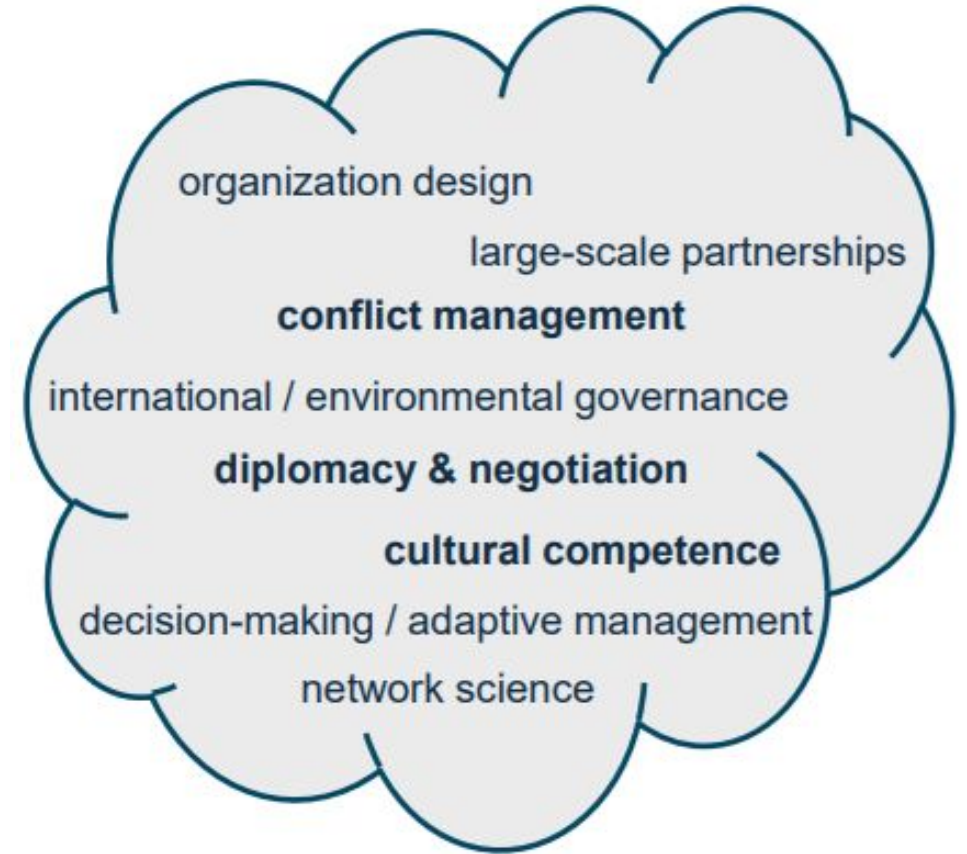 organization design
large-scale partnerships
conflict management
international / environmental governance
diplomacy & negotiation
cultural competence
decision-making / adaptive management
network science